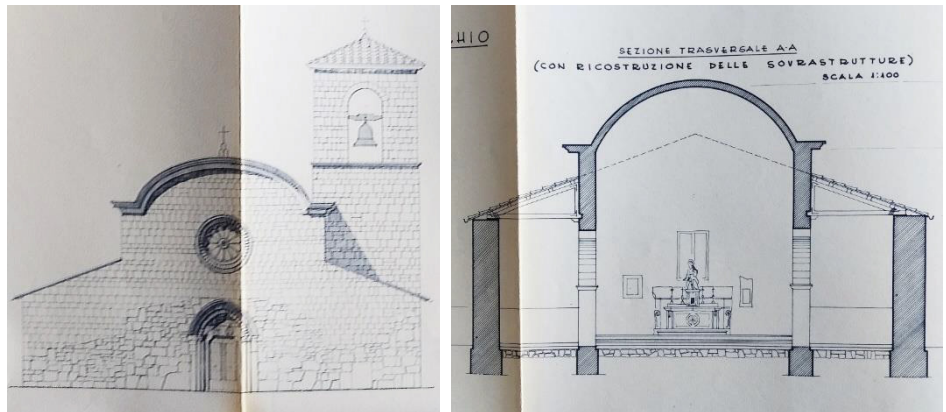 .HIO
SEZIONE TRASVERSALE A-A
(CON RICOSTRUZIONE DELLE SOVRASTRUTTURE)
SCALA 1:100